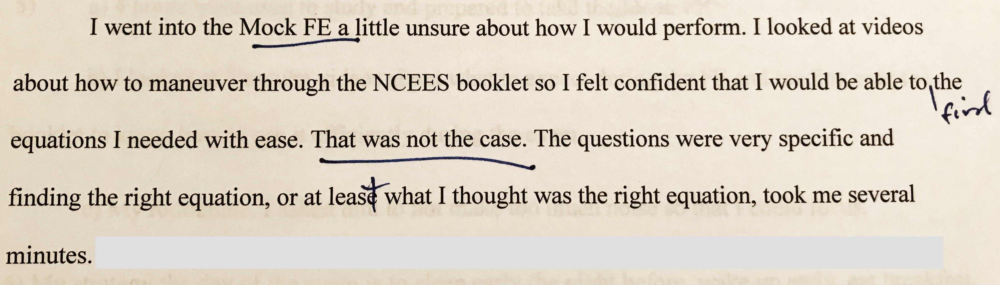 I went into the Mock FE a little unsure about how I would perform. I looked at videos
about how to maneuver through the NCEES booklet so I felt confident that I would be able to the
find
equations I needed with ease. That was not the case. The questions were very specific and
finding the right equation, or at least what I thought was the right equation, took me several
minutes.